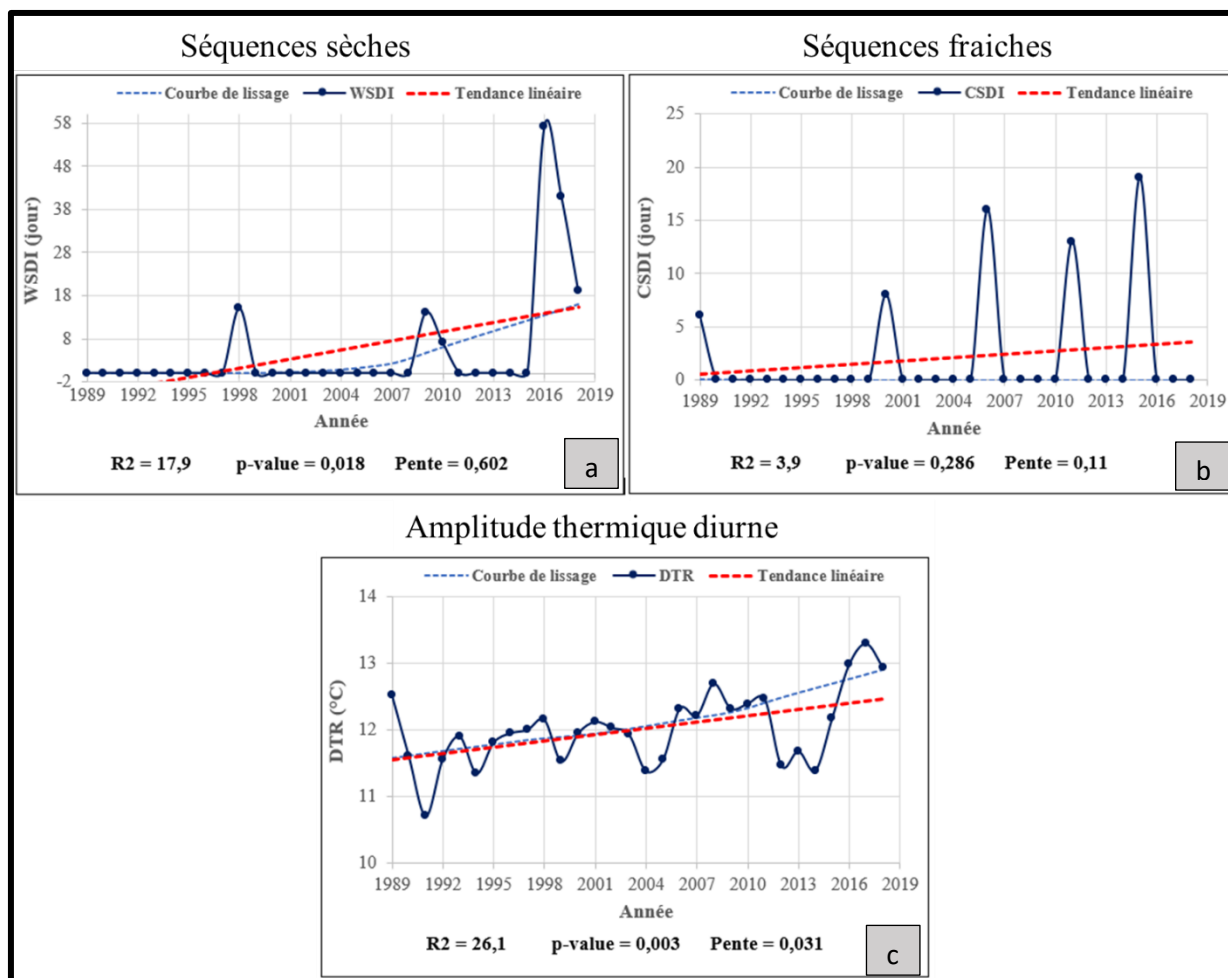 Séquences sèches
Courbe de lissage WSDI Tendance linéaire
WSDI (jour)
58
48
38
28
18
8
-2
1989 1992 1995 1998 2001 2004 2007 2010 2013 2016 2019
Année
R2 = 17,9 p-value = 0,018 Pente = 0,602
a
Séquences fraiches
Courbe de lissage CSDI Tendance linéaire
CSDI (jour)
25
20
15
10
5
0
1989 1992 1995 1998 2001 2004 2007 2010 2013 2016 2019
Année
R2 = 3,9 p-value = 0,286 Pente = 0,11
b
Amplitude thermique diurne
Courbe de lissage DTR Tendance linéaire
DTR (°C)
14
13
12
11
10
1989 1992 1995 1998 2001 2004 2007 2010 2013 2016 2019
Année
R2 = 26,1 p-value = 0,003 Pente = 0,031
c